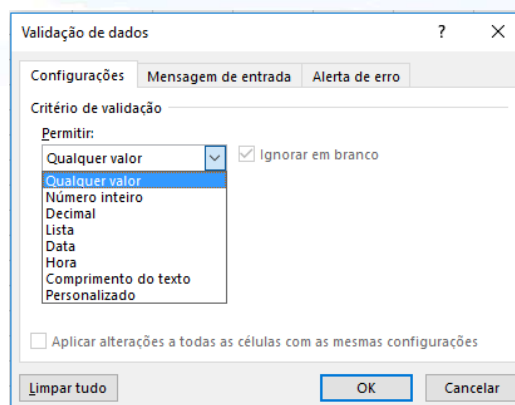 Validação de dados ? X
Configurações Mensagem de entrada Alerta de erro
Critério de validação
Permitir:
Qualquer valor Ignorar em branco
Qualquer valor
Número inteiro
Decimal
Lista
Data
Hora
Comprimento do texto
Personalizado
Aplicar alterações a todas as células com as mesmas configurações
Limpar tudo OK Cancelar